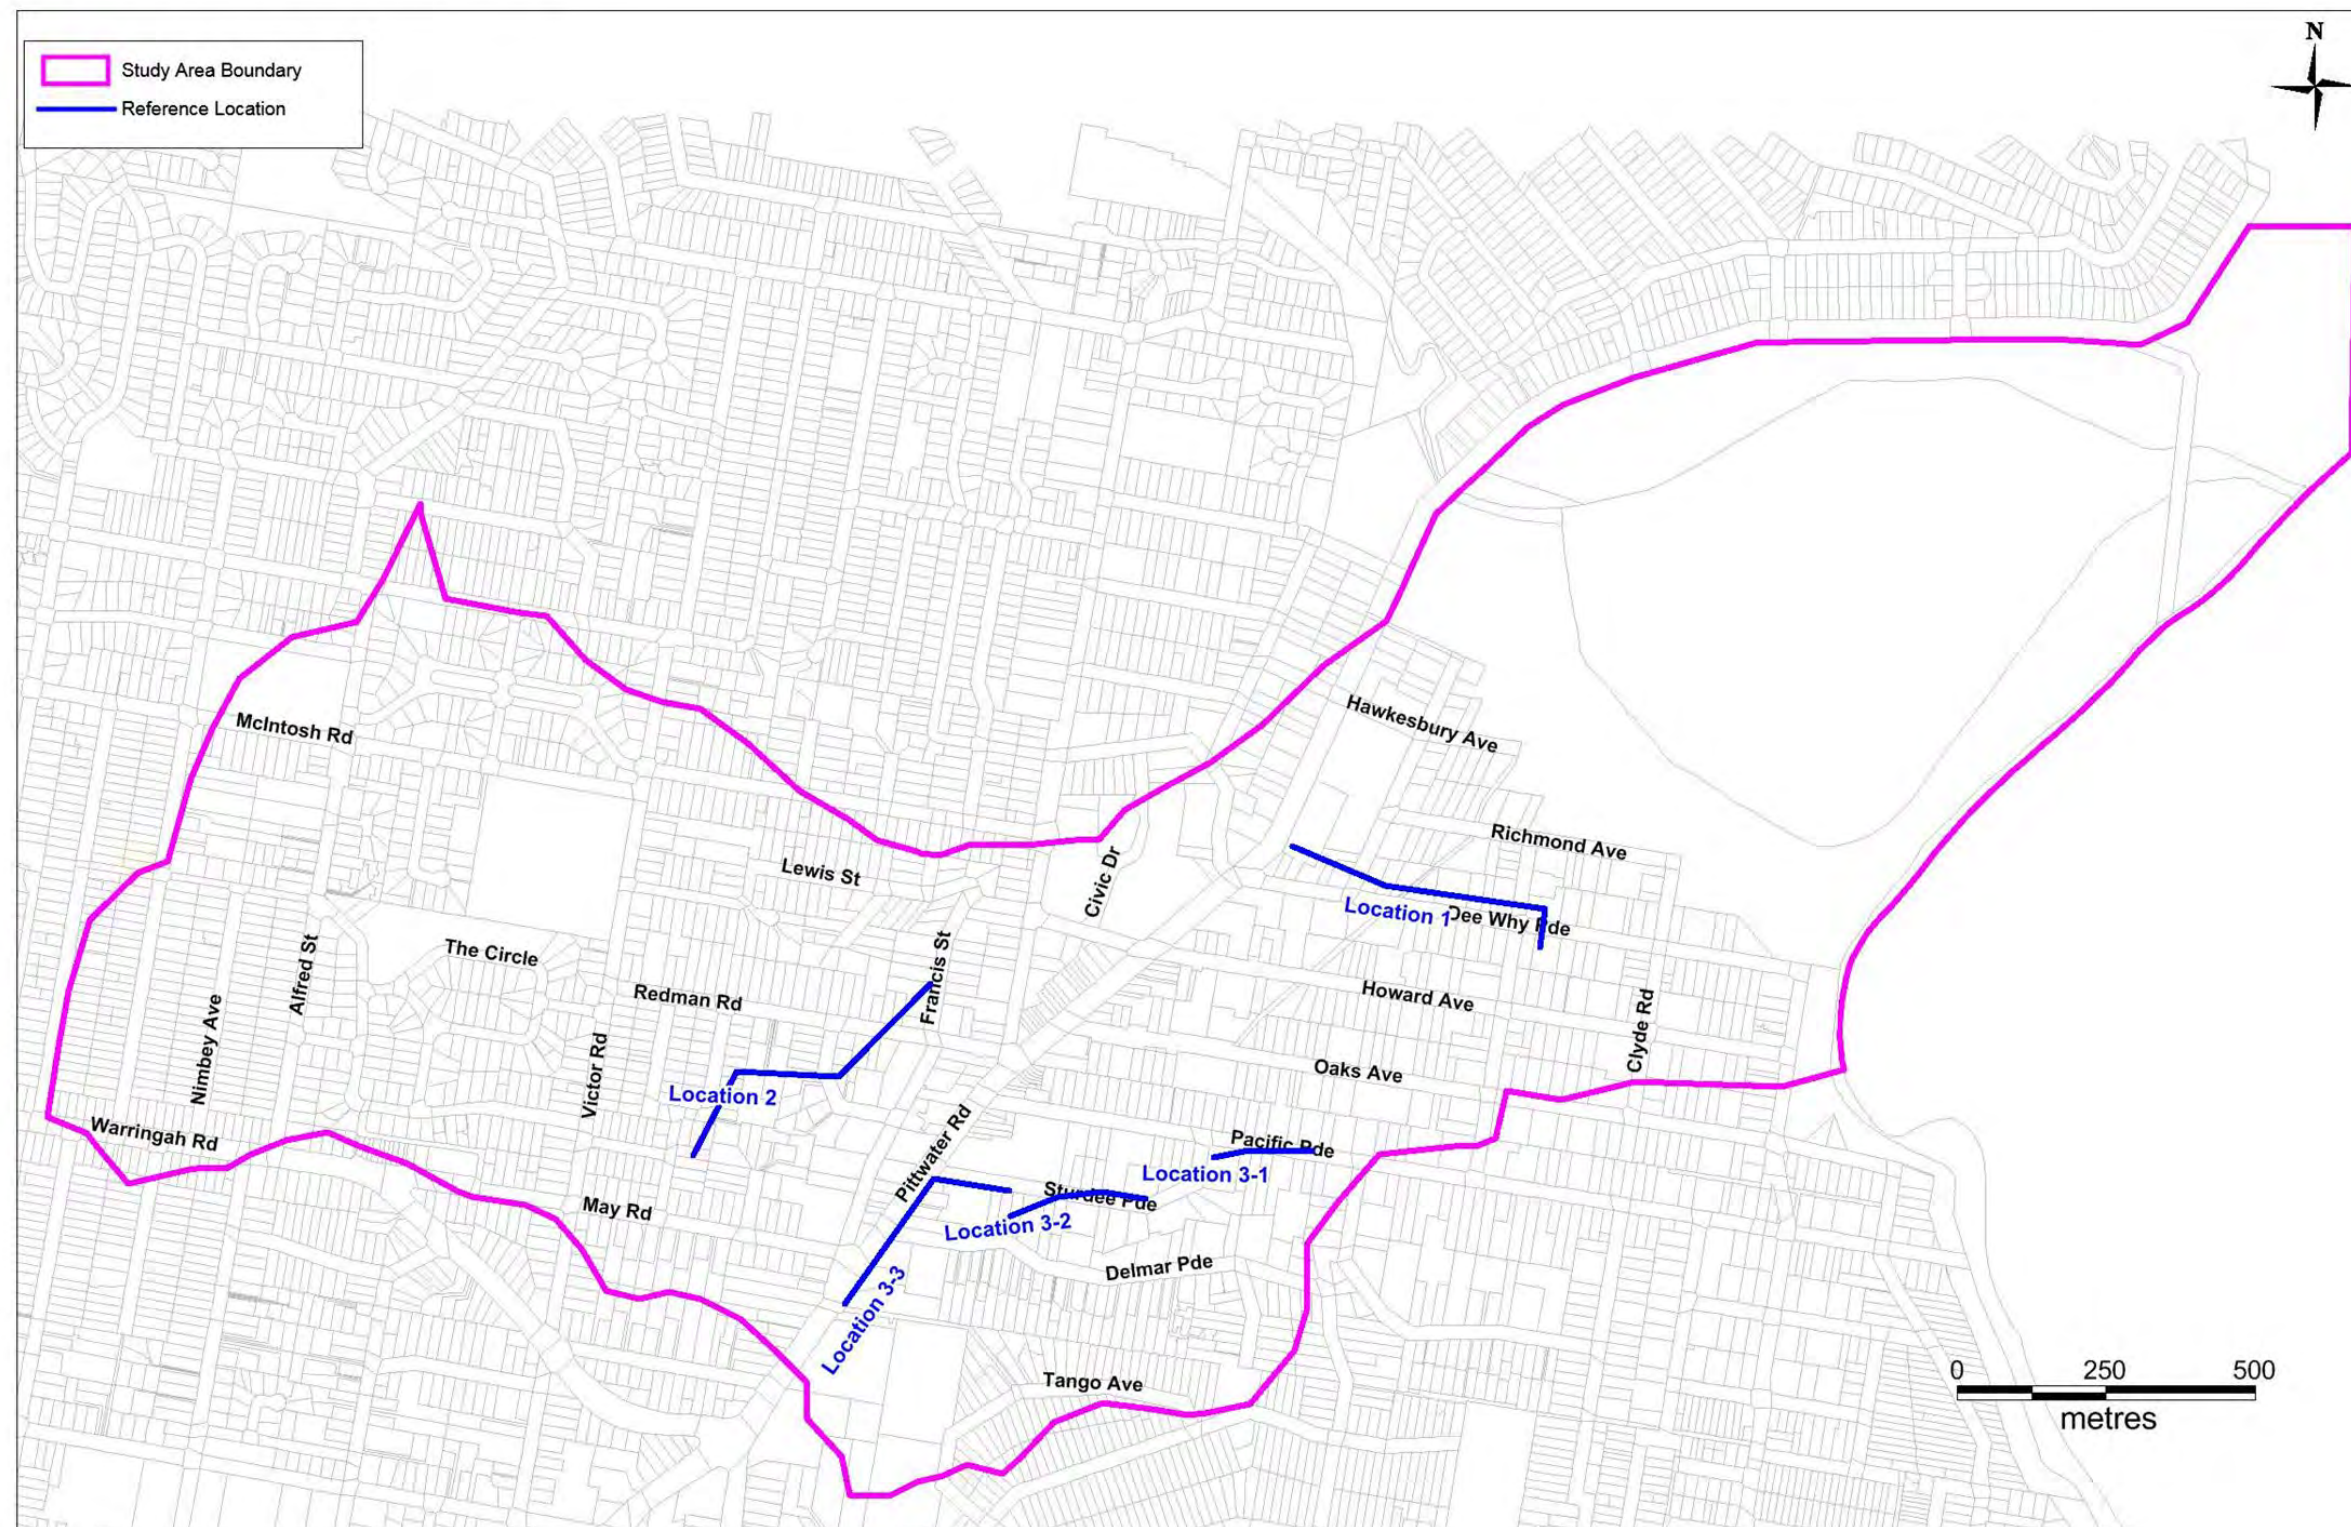 N
Study Area Boundary
Reference Location
Hawkesbury Ave
McIntosh Rd
Richmond Ave
Lewis St
Civic Dr
Location 1
Dee Why Pde
The Circle
Francis St
Alfred St
Redman Rd
Howard Ave
Nimbey Ave
Victor Rd
Clyde Rd
Oaks Ave
Location 2
Warringah Rd
Pittwater Rd
Pacific Pde
Location 3-1
May Rd
Sturdee Pde
Location 3-2
Delmar Pde
Location 3-3
Tango Ave
0 250 500
metres